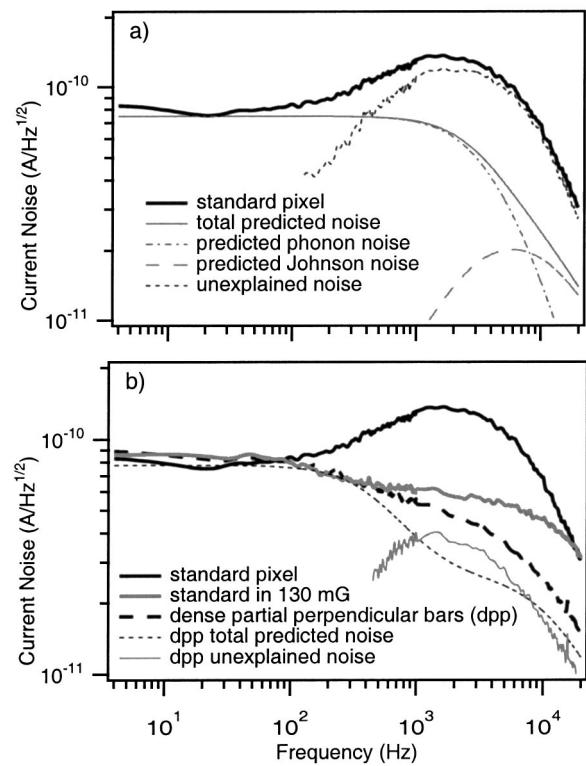 a)
10^-10
Current Noise (A/Hz^1/2)
standard pixel
total predicted noise
predicted phonon noise
predicted Johnson noise
unexplained noise
10^-11
b)
10^-10
Current Noise (A/Hz^1/2)
standard pixel
standard in 130 mG
dense partial perpendicular bars (dpp)
dpp total predicted noise
dpp unexplained noise
10^-11
10^1 10^2 10^3 10^4
Frequency (Hz)